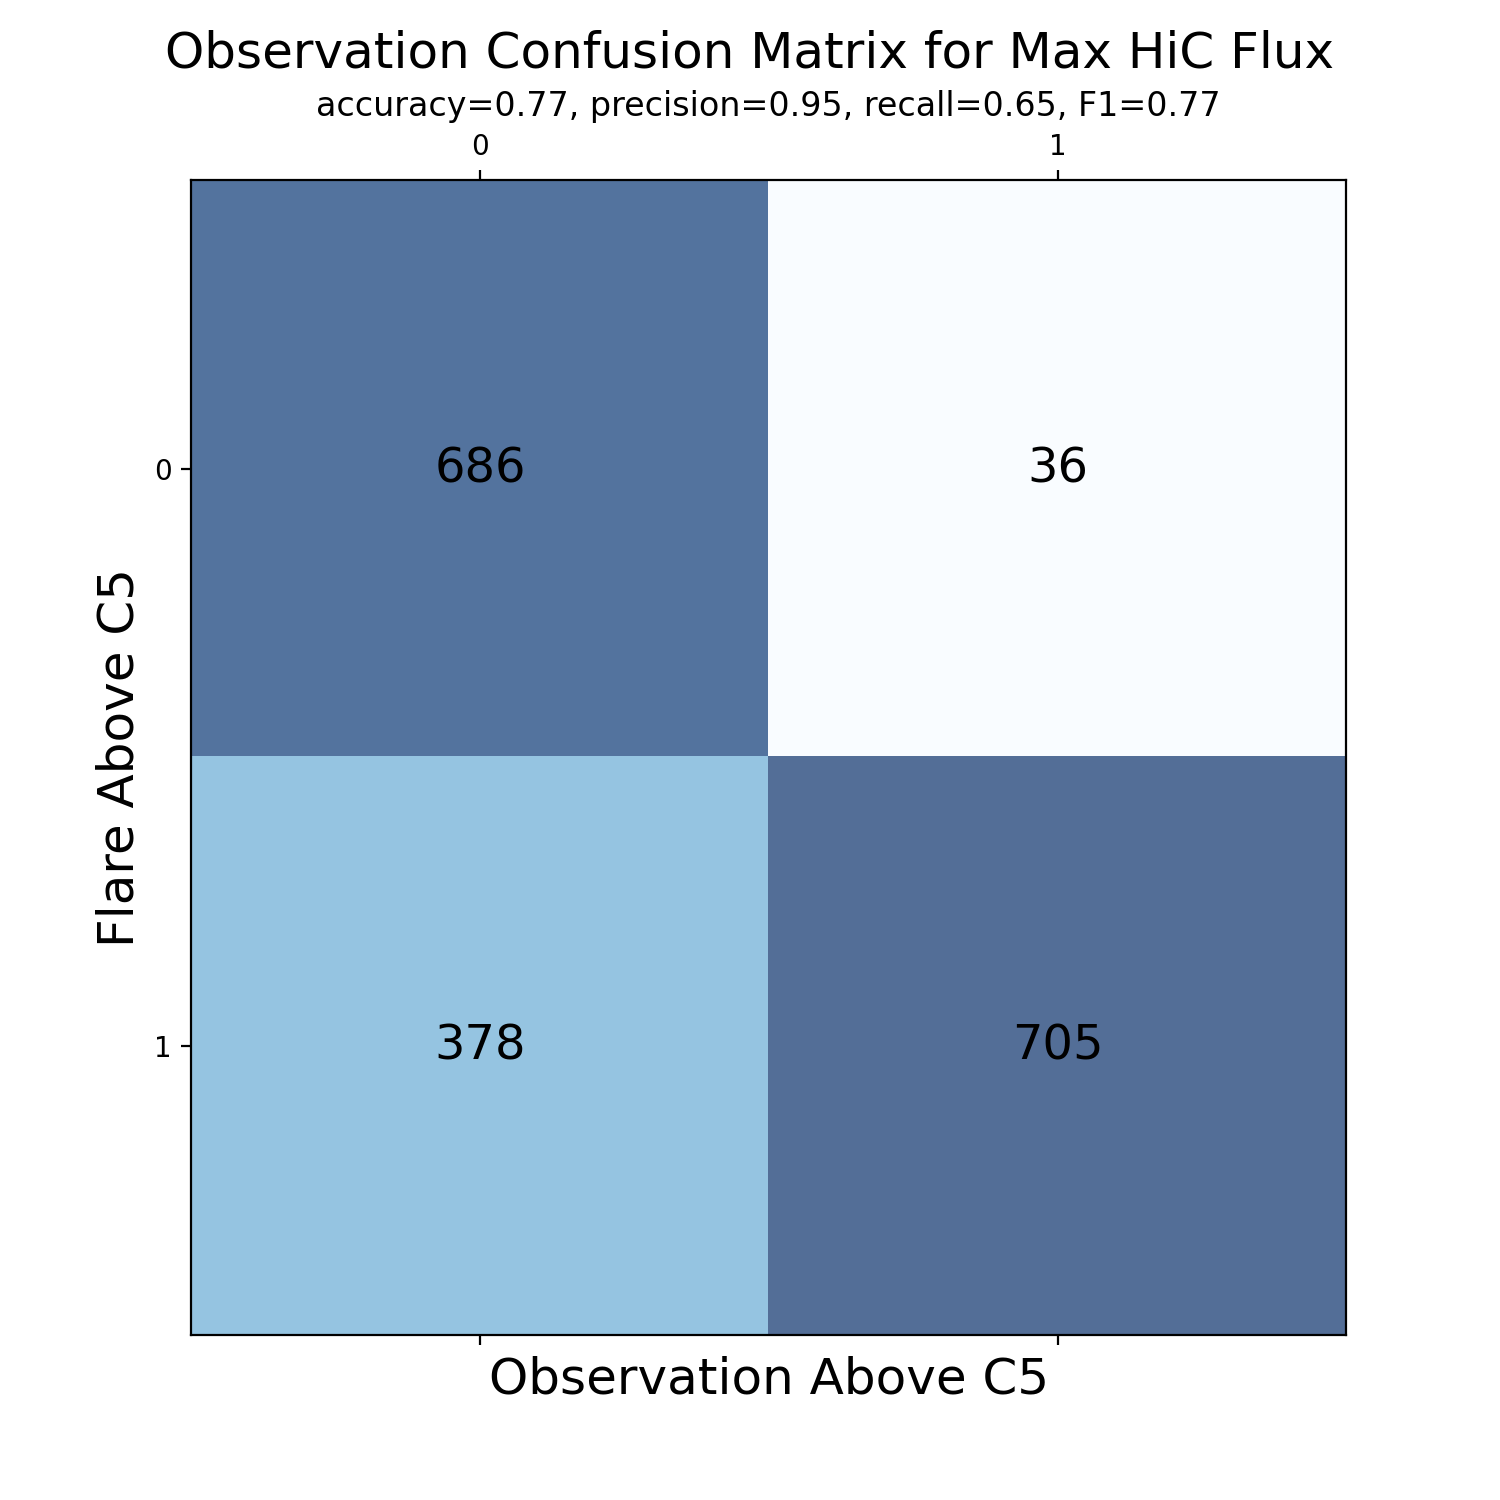 Observation Confusion Matrix for Max HiC Flux
accuracy=0.77, precision=0.95, recall=0.65, F1=0.77
0 1
0
686 36
Flare Above C5
1
378 705
Observation Above C5